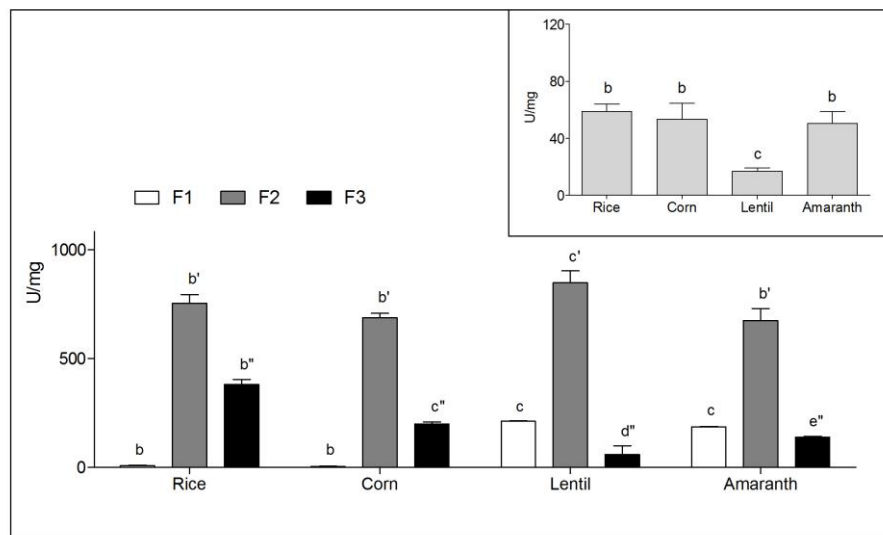 120
b b b
80
U/mg
40
c
0
Rice Corn Lentil Amaranth
F1 F2 F3
1000
U/mg
500
0
b b' b"
b b' c"
c c' d"
c b' e"
Rice Corn Lentil Amaranth